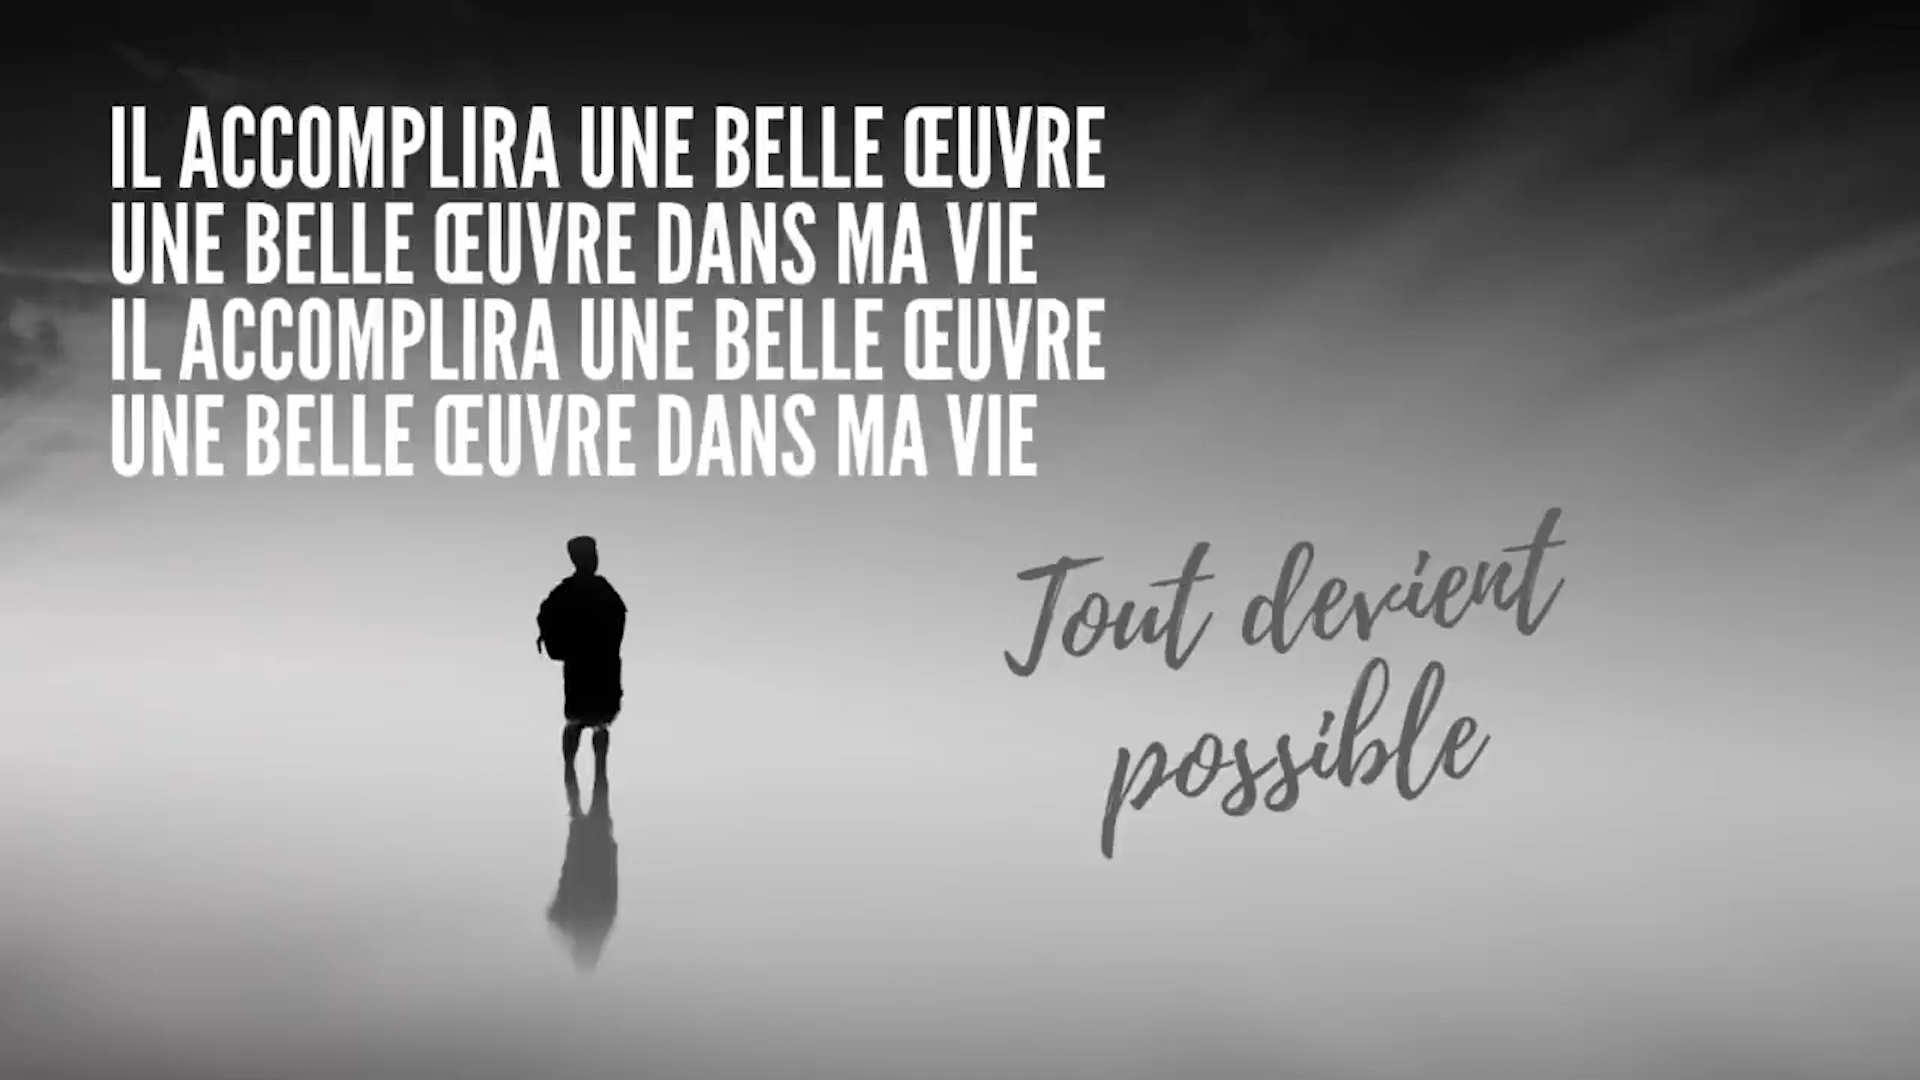 IL ACCOMPLIRA UNE BELLE ŒUVRE
UNE BELLE ŒUVRE DANS MA VIE
IL ACCOMPLIRA UNE BELLE ŒUVRE
UNE BELLE ŒUVRE DANS MA VIE
Tout devient
possible